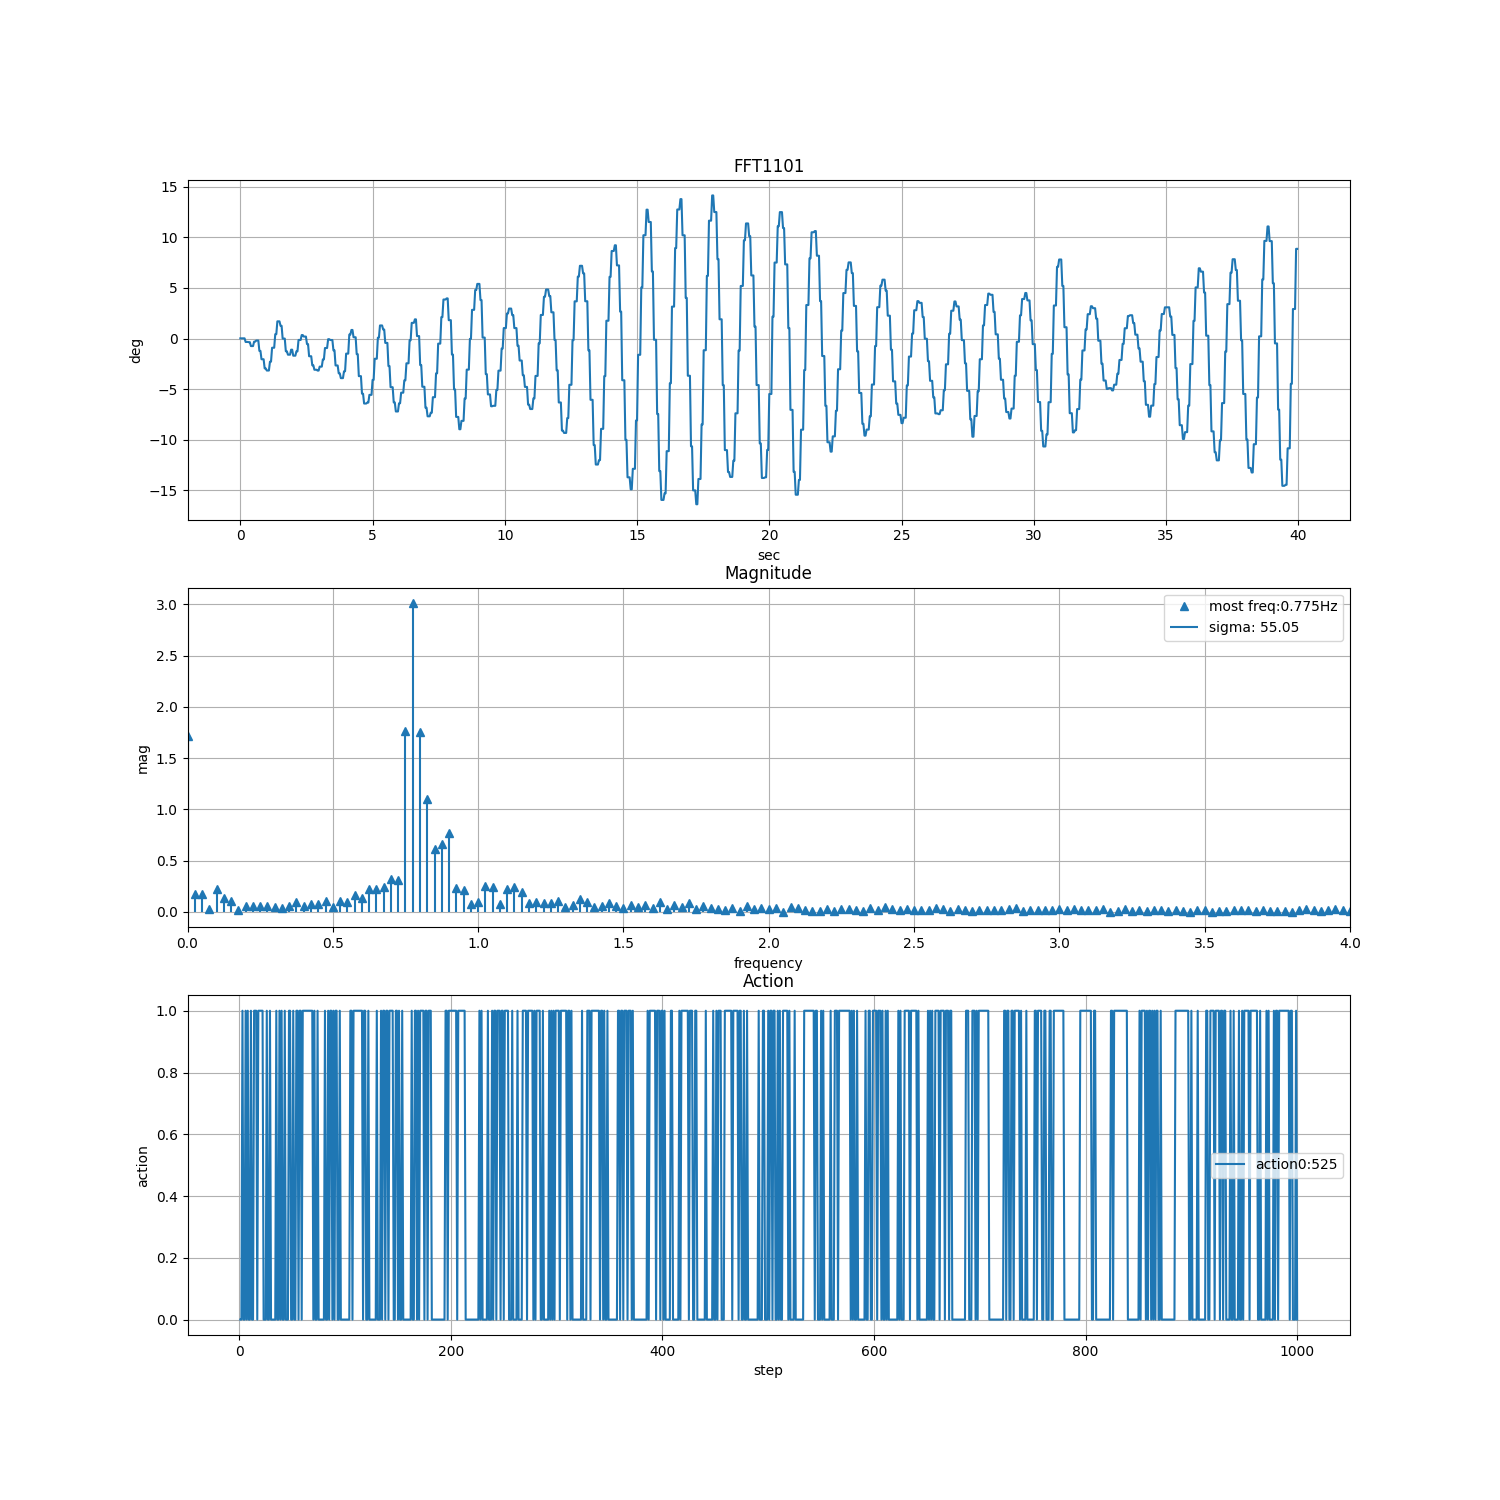 FFT1101
15
10
5
0
−5
−10
−15
deg
0 5 10 15 20 25 30 35 40
sec
Magnitude
3.0
2.5
2.0
1.5
1.0
0.5
0.0
mag
most freq:0.775Hz
sigma: 55.05
0.0 0.5 1.0 1.5 2.0 2.5 3.0 3.5 4.0
frequency
Action
1.0
0.8
0.6
0.4
0.2
0.0
action
action0:525
0 200 400 600 800 1000
step